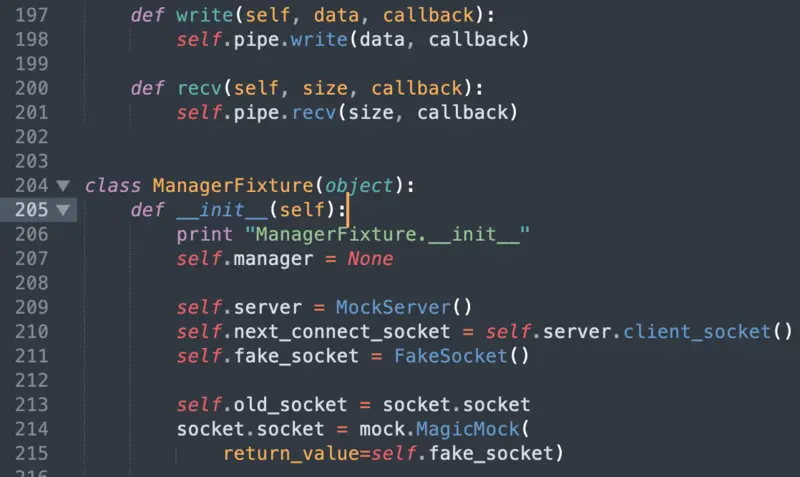 197 def write(self, data, callback):
198 self.pipe.write(data, callback)
199
200 def recv(self, size, callback):
201 self.pipe.recv(size, callback)
202
203
204 class ManagerFixture(object):
205 def __init__(self):
206 print "ManagerFixture.__init__"
207 self.manager = None
208
209 self.server = MockServer()
210 self.next_connect_socket = self.server.client_socket()
211 self.fake_socket = FakeSocket()
212
213 self.old_socket = socket.socket
214 socket.socket = mock.MagicMock(
215 return_value=self.fake_socket)
216